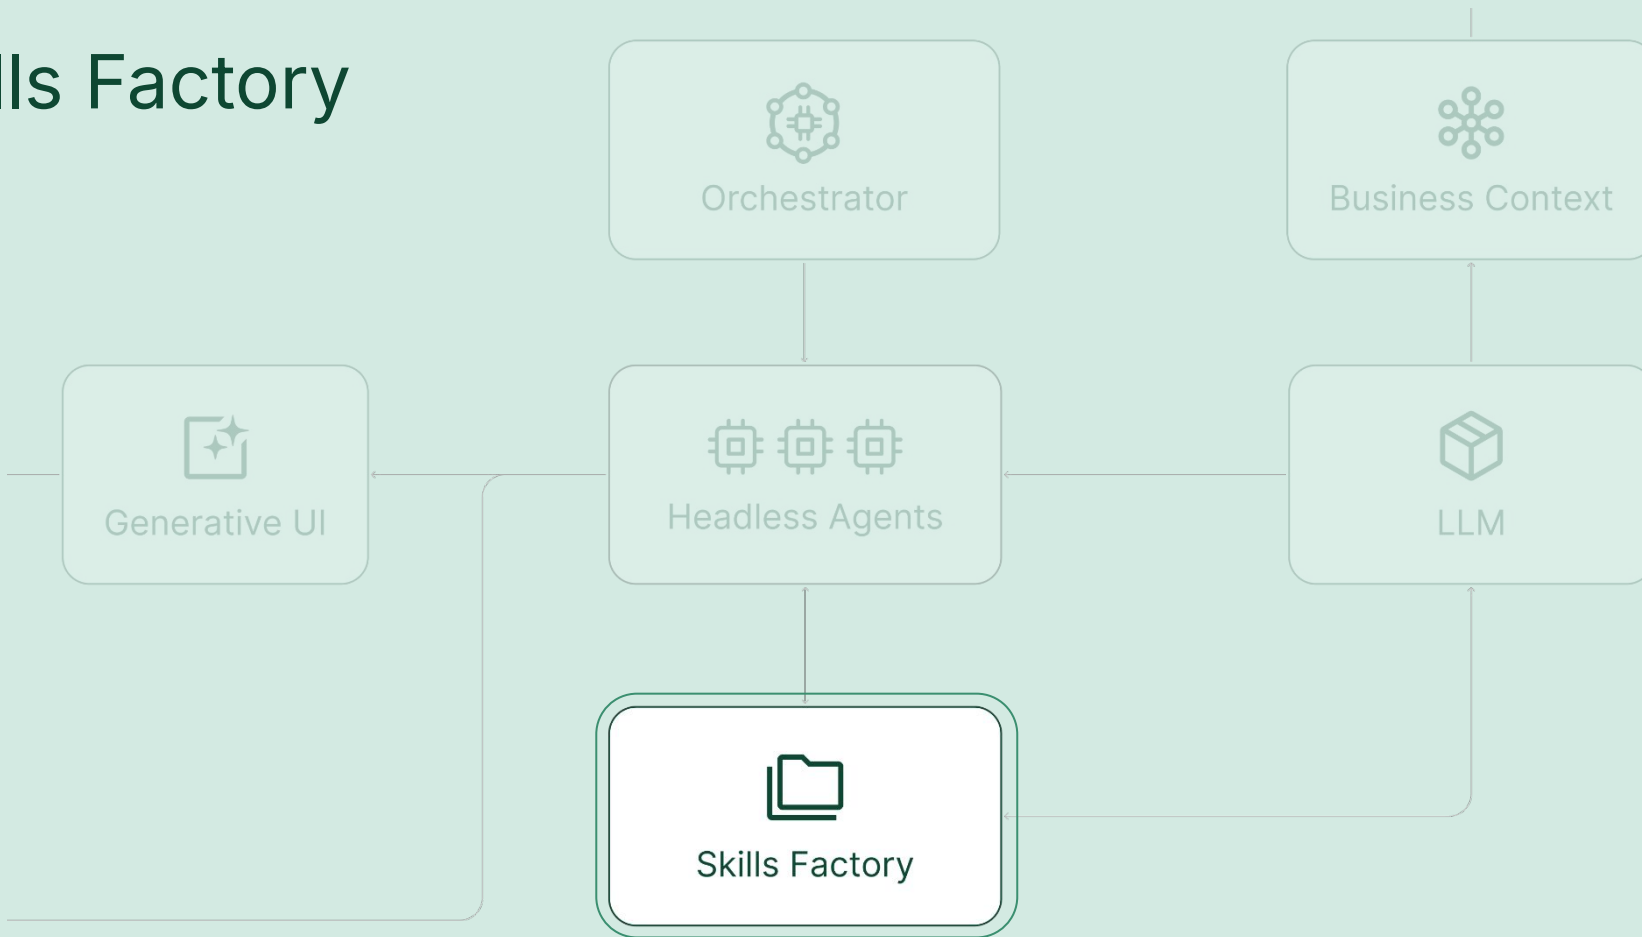 lls Factory
Orchestrator
Business Context
Generative UI
Headless Agents
LLM
Skills Factory